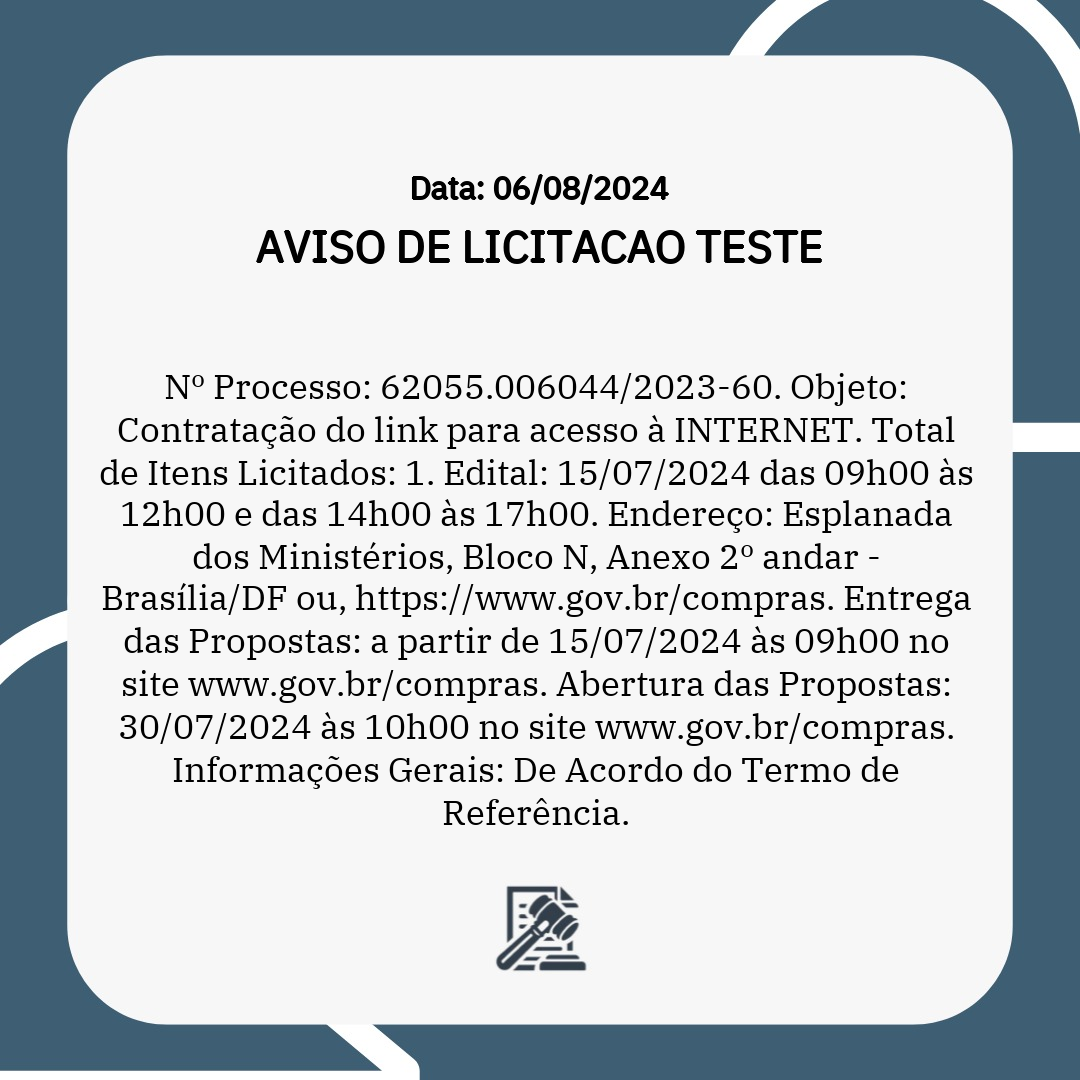 Data: 06/08/2024
AVISO DE LICITACAO TESTE
Nº Processo: 62055.006044/2023-60. Objeto:
Contratação do link para acesso à INTERNET. Total
de Itens Licitados: 1. Edital: 15/07/2024 das 09h00 às
12h00 e das 14h00 às 17h00. Endereço: Esplanada
dos Ministérios, Bloco N, Anexo 2º andar -
Brasília/DF ou, https://www.gov.br/compras. Entrega
das Propostas: a partir de 15/07/2024 às 09h00 no
site www.gov.br/compras. Abertura das Propostas:
30/07/2024 às 10h00 no site www.gov.br/compras.
Informações Gerais: De Acordo do Termo de
Referência.